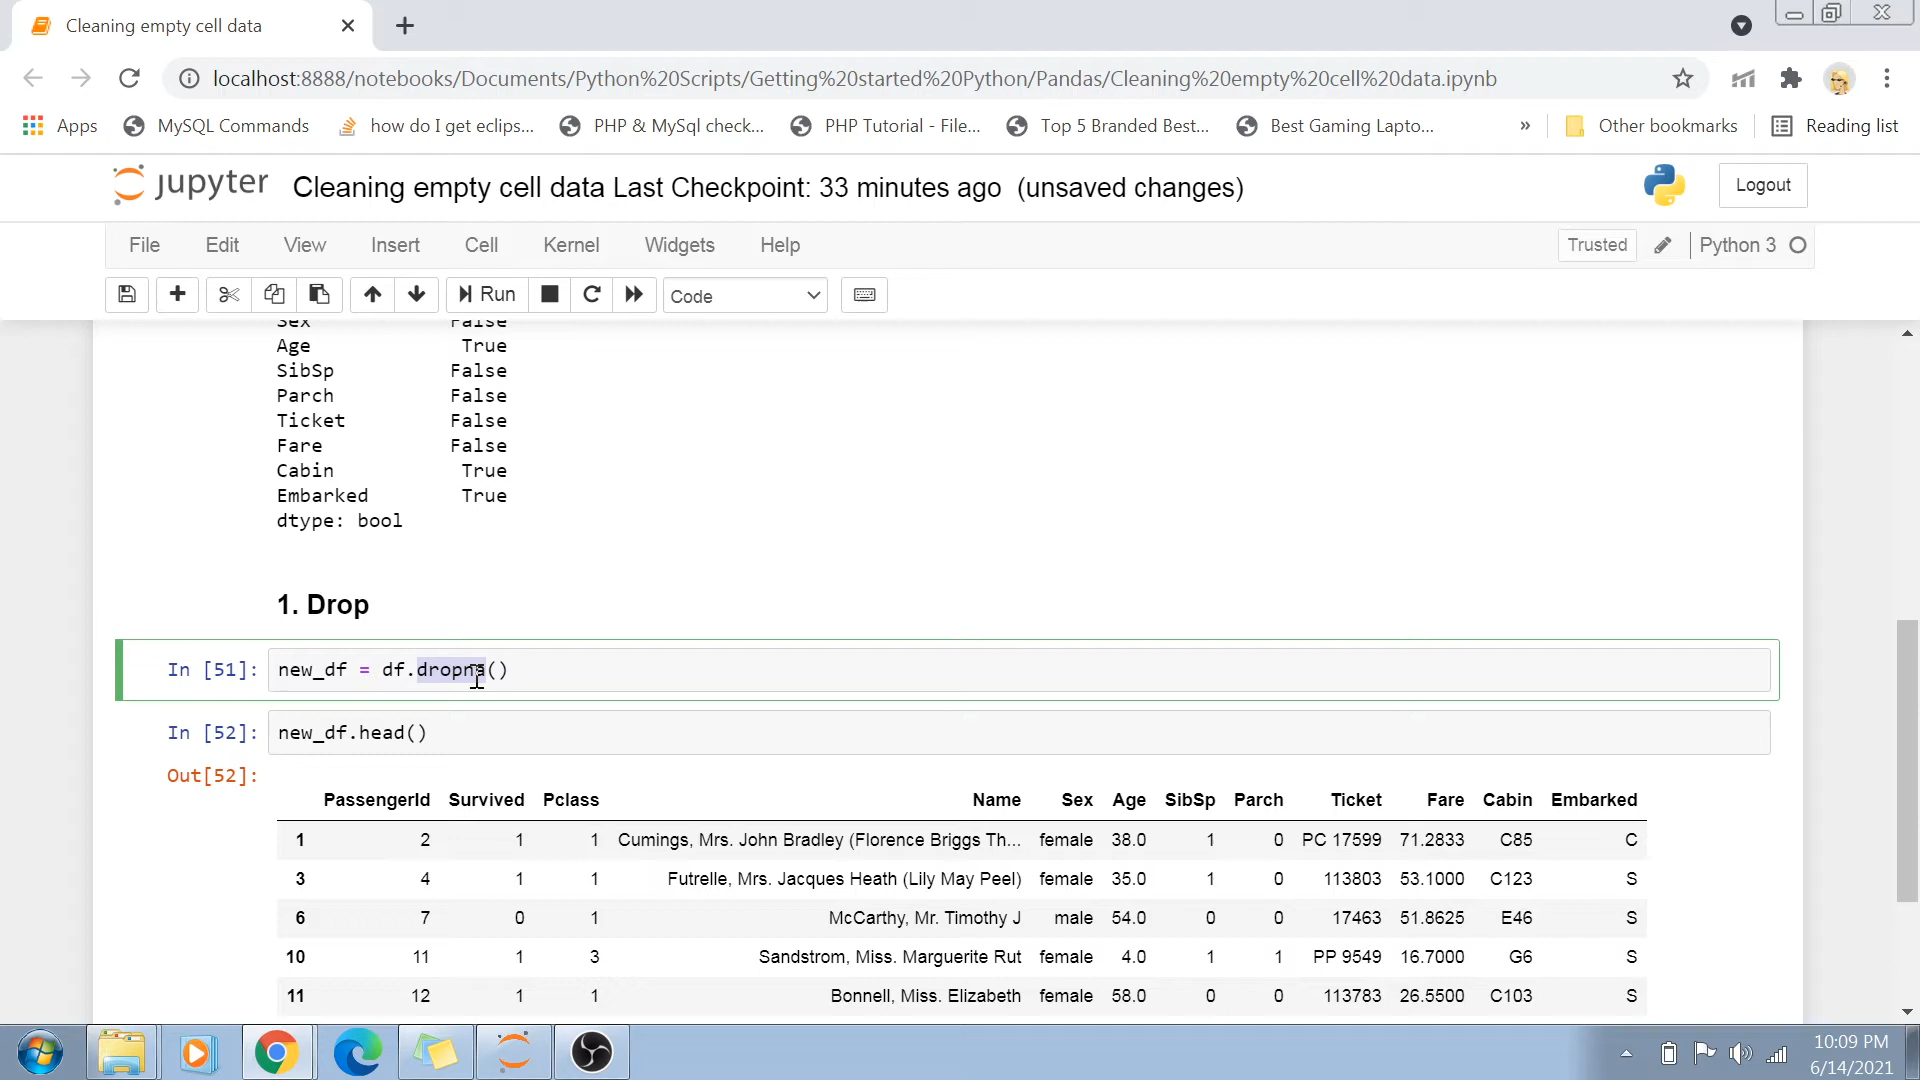 Cleaning empty cell data
localhost:8888/notebooks/Documents/Python%20Scripts/Getting%20started%20Python/Pandas/Cleaning%20empty%20cell%20data.ipynb
Apps MySQL Commands how do I get eclips... PHP & MySql check... PHP Tutorial - File... Top 5 Branded Best... Best Gaming Lapto... » Other bookmarks Reading list
jupyter Cleaning empty cell data Last Checkpoint: 33 minutes ago (unsaved changes) Logout
File Edit View Insert Cell Kernel Widgets Help Trusted Python 3
Run Code
Sex False
Age True
SibSp False
Parch False
Ticket False
Fare False
Cabin True
Embarked True
dtype: bool
1. Drop
In [51]: new_df = df.dropna()
In [52]: new_df.head()
Out[52]:
PassengerId Survived Pclass Name Sex Age SibSp Parch Ticket Fare Cabin Embarked
1 2 1 1 Cumings, Mrs. John Bradley (Florence Briggs Th... female 38.0 1 0 PC 17599 71.2833 C85 C
3 4 1 1 Futrelle, Mrs. Jacques Heath (Lily May Peel) female 35.0 1 0 113803 53.1000 C123 S
6 7 0 1 McCarthy, Mr. Timothy J male 54.0 0 0 17463 51.8625 E46 S
10 11 1 3 Sandstrom, Miss. Marguerite Rut female 4.0 1 1 PP 9549 16.7000 G6 S
11 12 1 1 Bonnell, Miss. Elizabeth female 58.0 0 0 113783 26.5500 C103 S
10:09 PM
6/14/2021